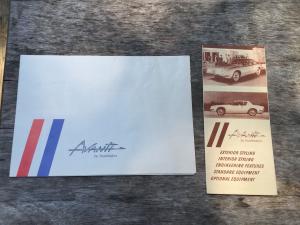 Avanti
by Studebaker
Avanti
by Studebaker
EXTERIOR STYLING
INTERIOR STYLING
ENGINEERING FEATURES
STANDARD EQUIPMENT
OPTIONAL EQUIPMENT